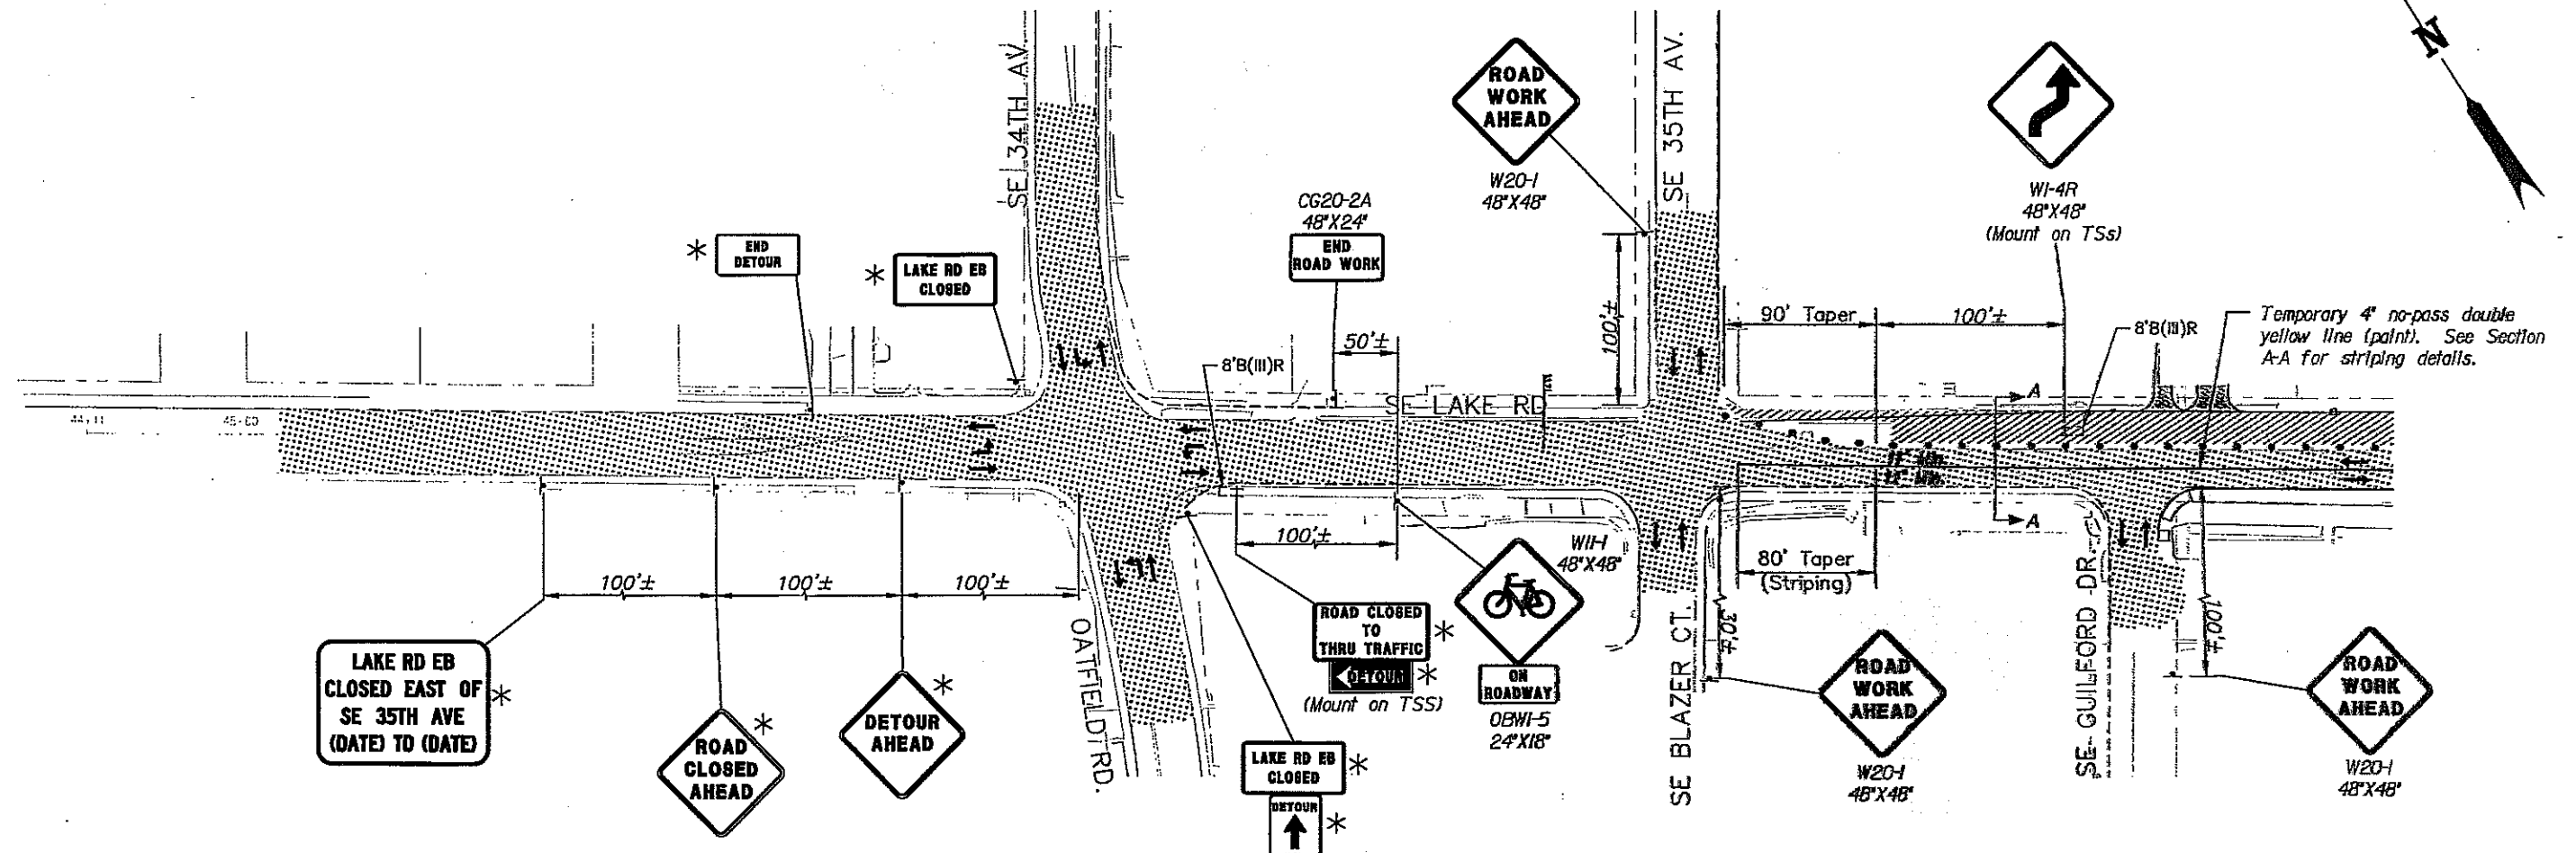 N
SE 34TH AV.
ROAD
WORK
AHEAD
W20-1
48"X48"
SE 35TH AV.
W1-4R
48"X48"
(Mount on TSs)
CG20-2A
48"X24"
END
ROAD WORK
*
END
DETOUR
*
LAKE RD EB
CLOSED
50'±
100'±
90' Taper
100'±
8'B(III)R
8'B(III)R
Temporary 4" no-pass double
yellow line (paint). See Section
A-A for striping details.
SE LAKE RD
A
A
100'±
100'±
100'±
100'±
W11-1
48"X48"
80' Taper
(Striping)
30'±
100'±
LAKE RD EB
CLOSED EAST OF
SE 35TH AVE
(DATE) TO (DATE)
*
ROAD
CLOSED
AHEAD
*
DETOUR
AHEAD
*
OATFIELD RD.
ROAD CLOSED
TO
THRU TRAFFIC
*
DETOUR
*
(Mount on TSS)
ON
ROADWAY
OBW1-5
24"X18"
LAKE RD EB
CLOSED
*
DETOUR
*
SE BLAZER CT.
ROAD
WORK
AHEAD
W20-1
48"X48"
SE GUILFORD DR.
ROAD
WORK
AHEAD
W20-1
48"X48"